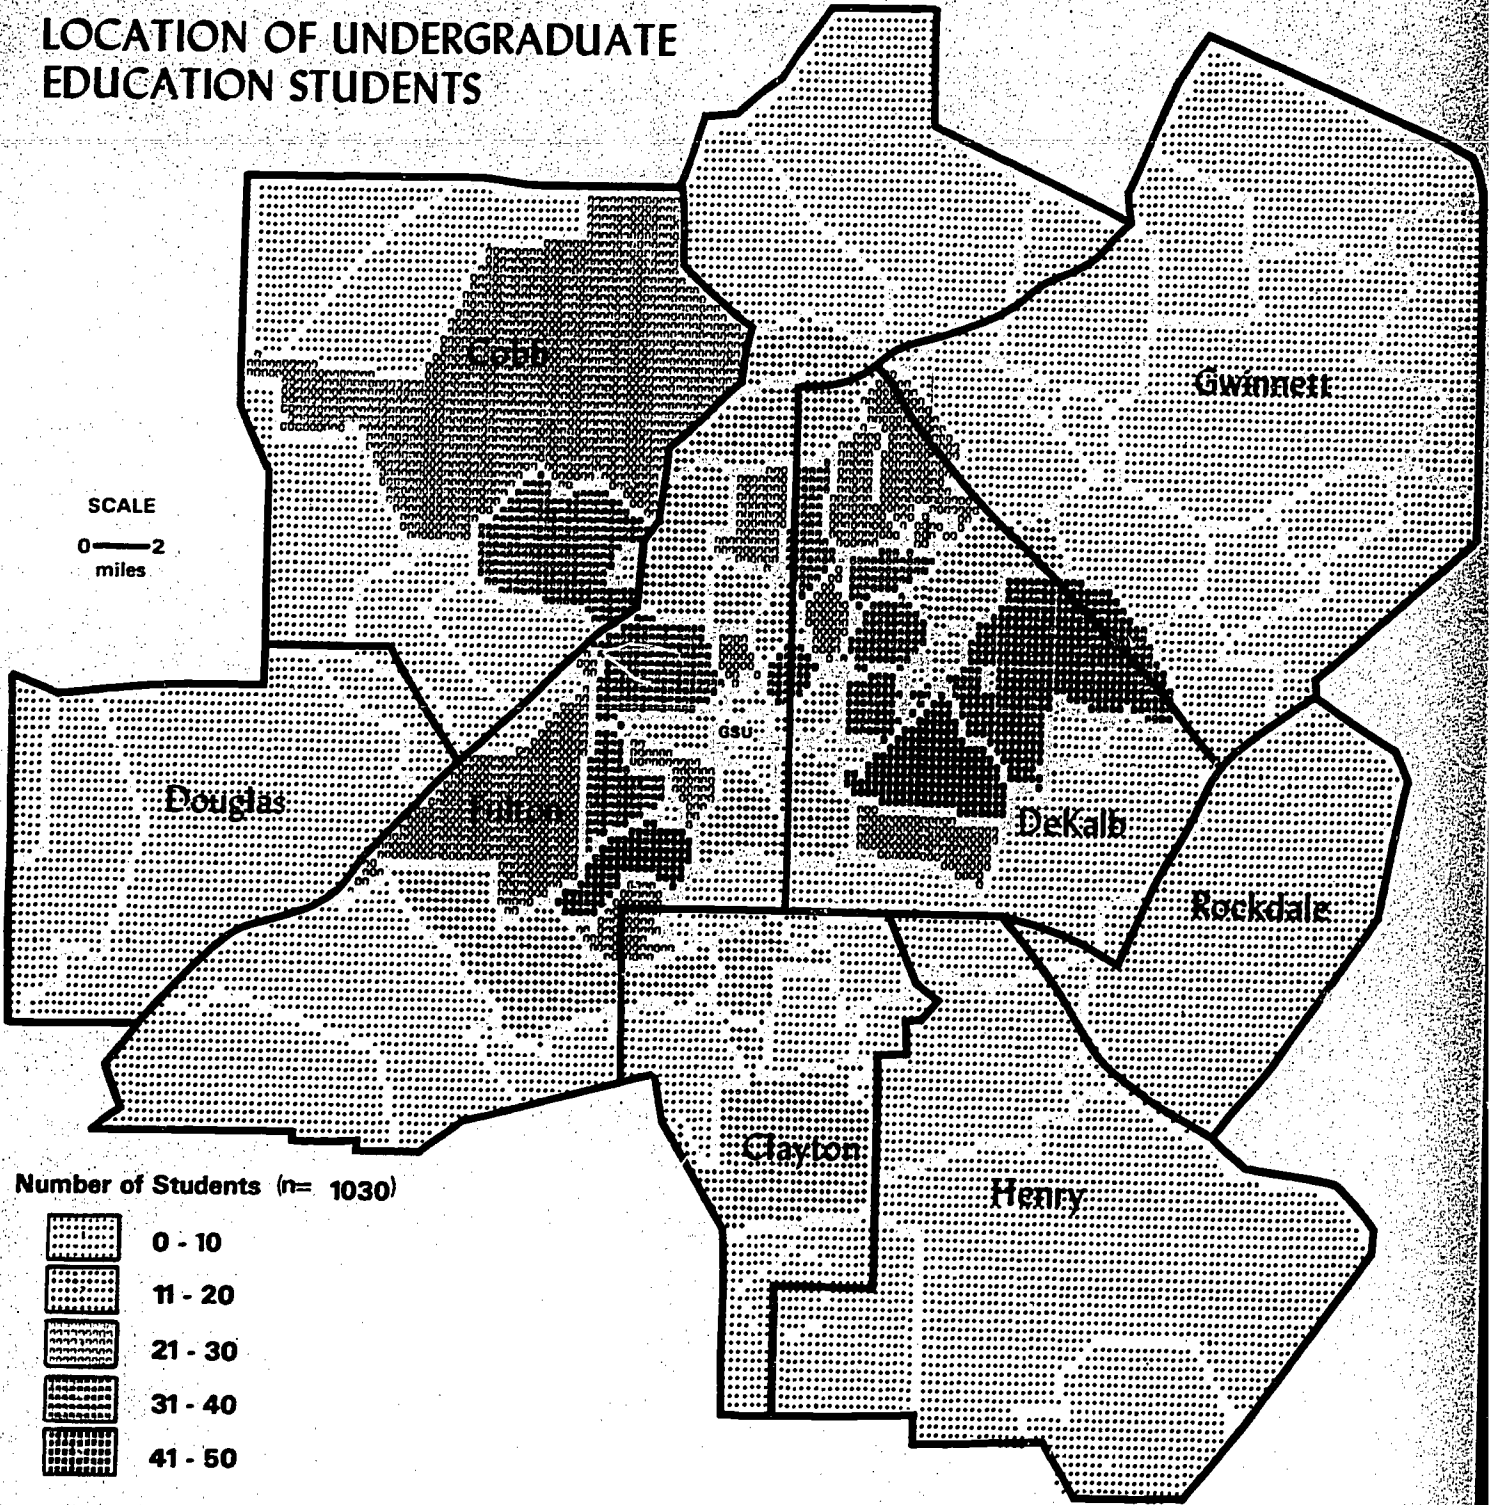 LOCATION OF UNDERGRADUATE
EDUCATION STUDENTS
Cobb
Gwinnett
SCALE
0 2
miles
GSU
Douglas
Fulton
DeKalb
Rockdale
Clayton
Henry
Number of Students (n= 1030)
0 - 10
11 - 20
21 - 30
31 - 40
41 - 50